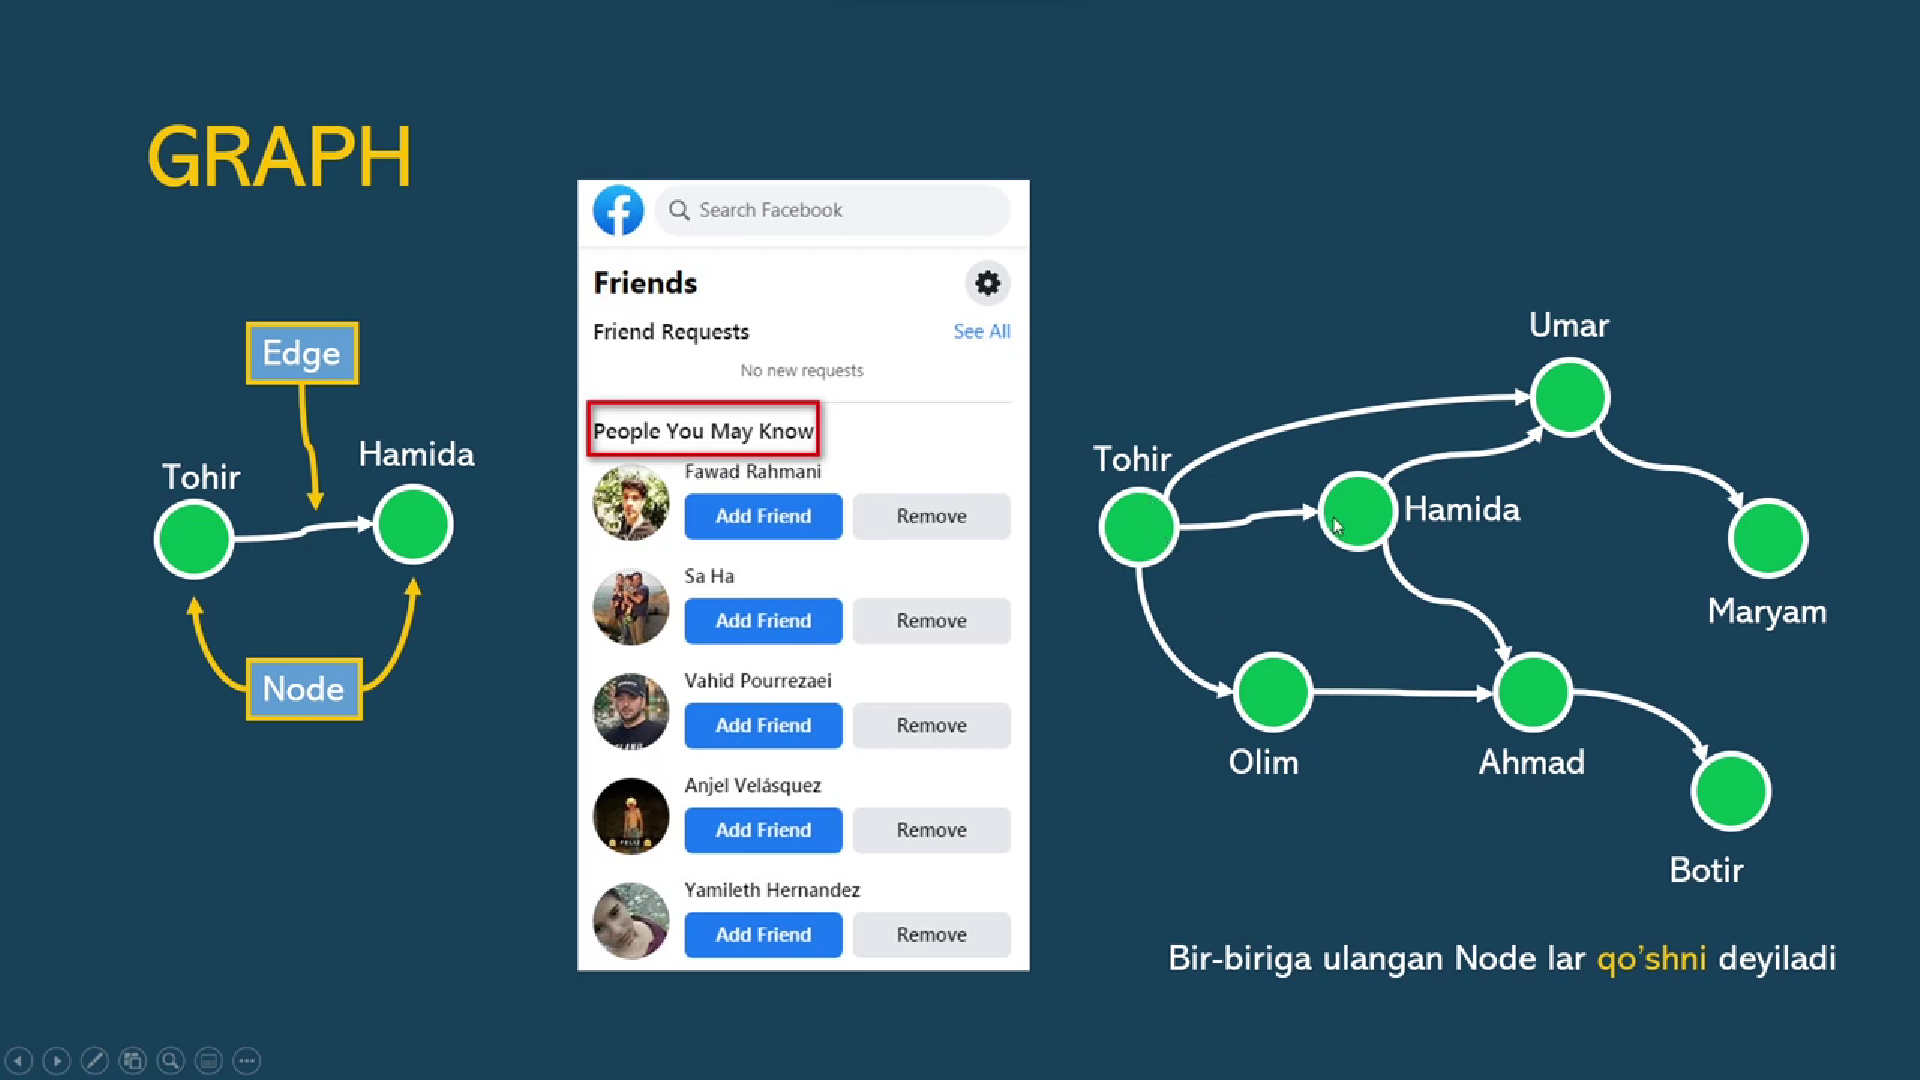 GRAPH
Edge
Tohir
Hamida
Node
Search Facebook
Friends
Friend Requests
See All
No new requests
People You May Know
Fawad Rahmani
Add Friend
Remove
Sa Ha
Add Friend
Remove
Vahid Pourrezaei
Add Friend
Remove
Anjel Velásquez
Add Friend
Remove
Yamileth Hernandez
Add Friend
Remove
Umar
Tohir
Hamida
Maryam
Olim
Ahmad
Botir
Bir-biriga ulangan Node lar qo’shni deyiladi